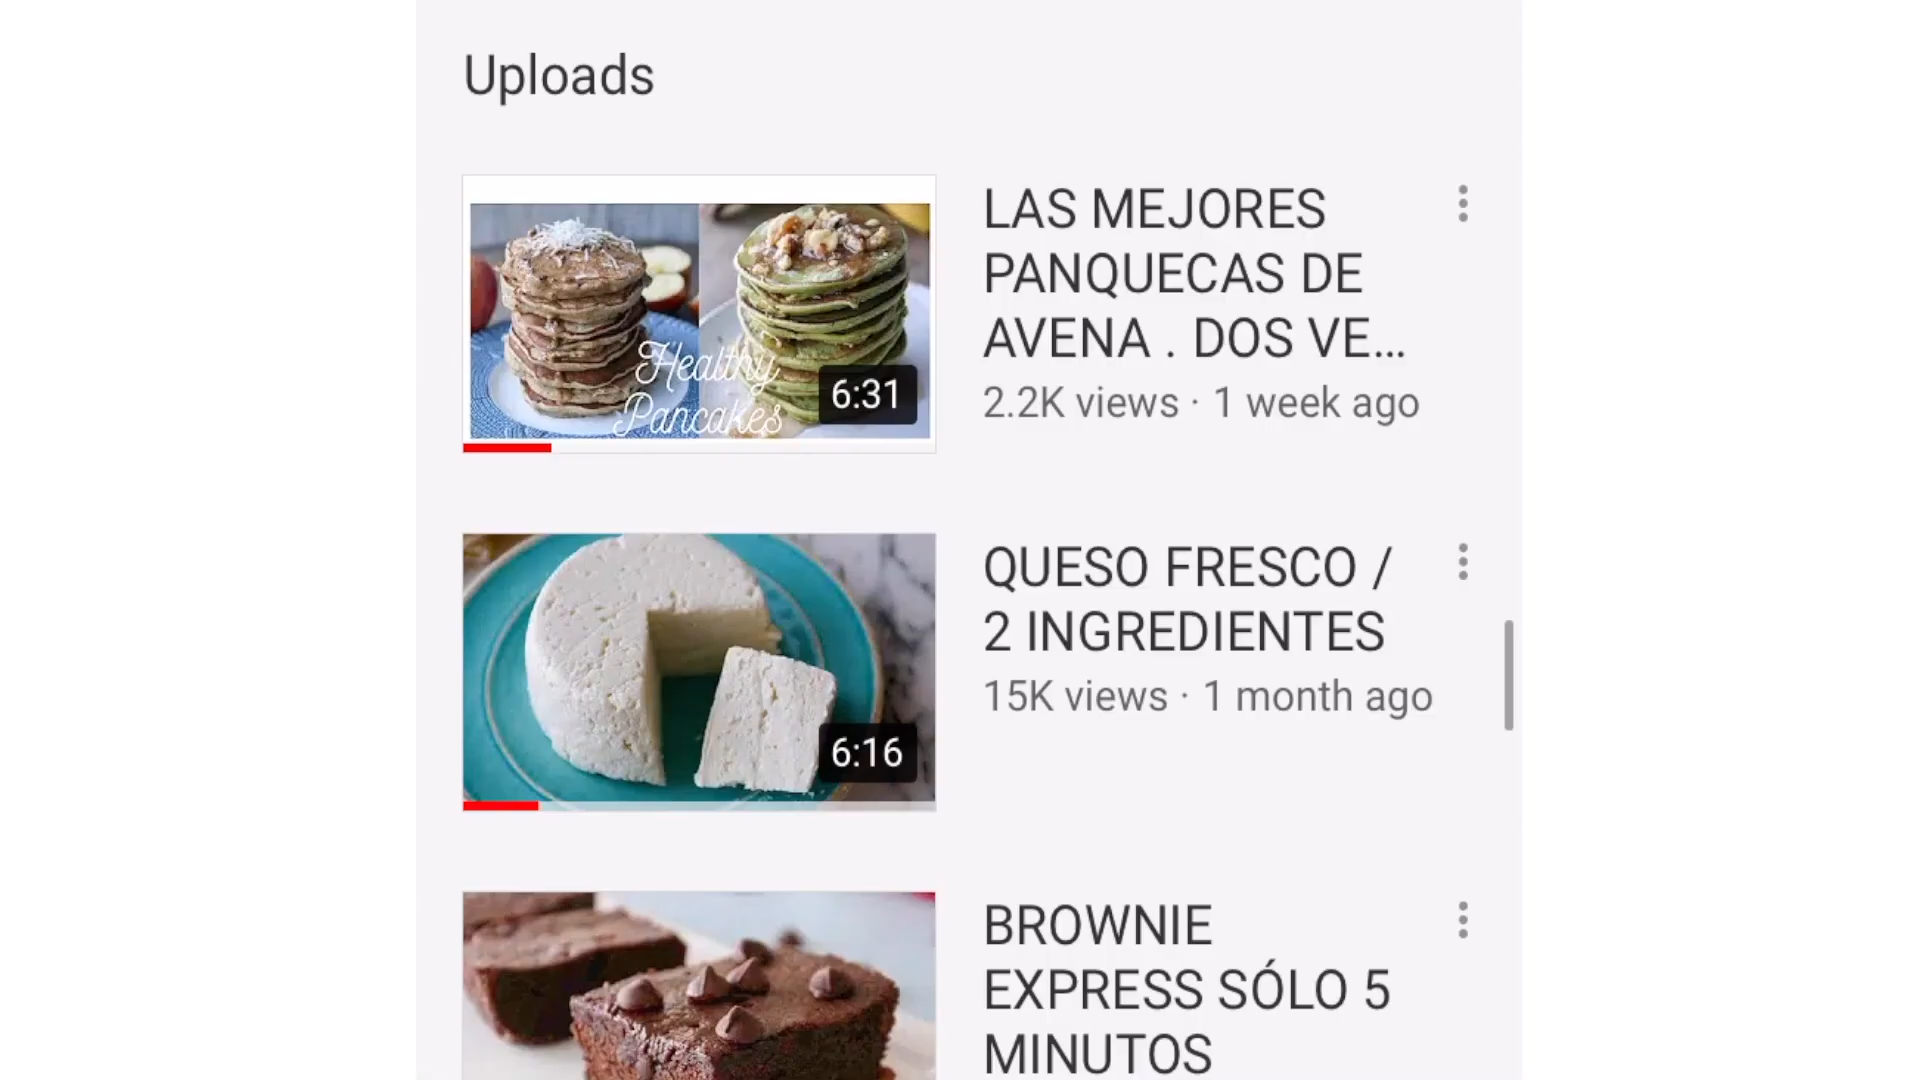 Uploads
Healthy
Pancakes
6:31
LAS MEJORES
PANQUECAS DE
AVENA . DOS VE...
2.2K views · 1 week ago
6:16
QUESO FRESCO /
2 INGREDIENTES
15K views · 1 month ago
BROWNIE
EXPRESS SÓLO 5
MINUTOS